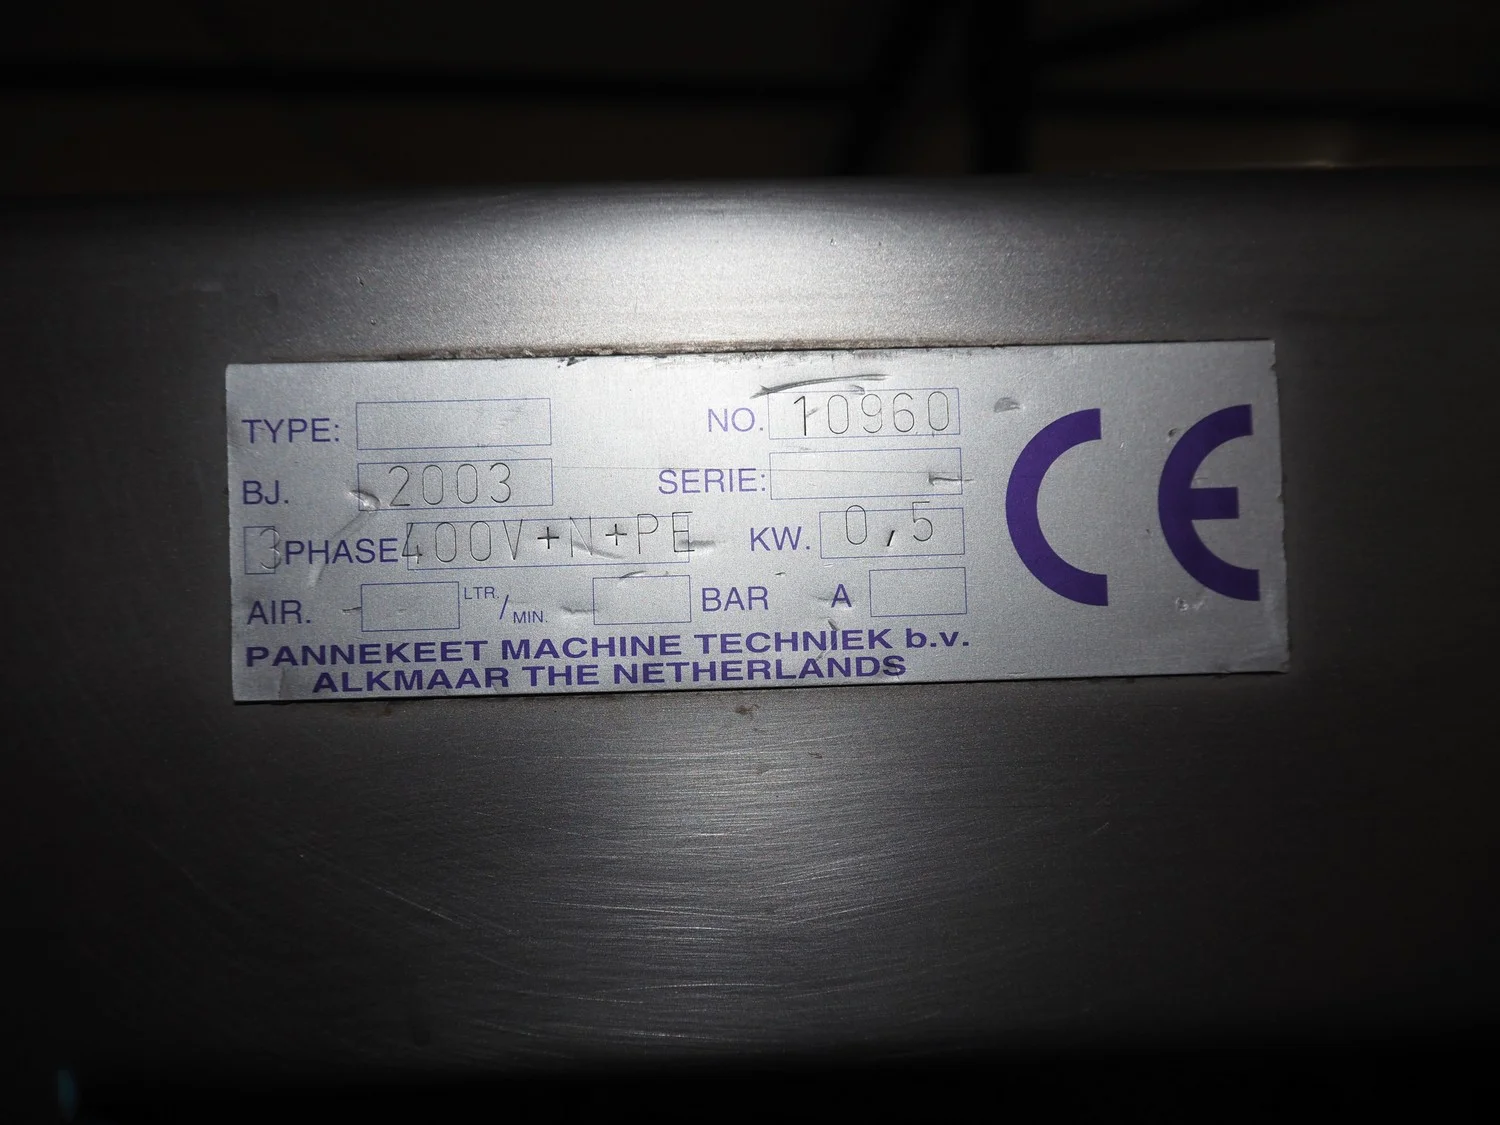 TYPE: NO. 10960
BJ. 2003 SERIE:
3 PHASE 400V+N+PE KW. 0,5
AIR. LTR./MIN. BAR A
PANNEKEET MACHINE TECHNIEK b.v.
ALKMAAR THE NETHERLANDS
CE